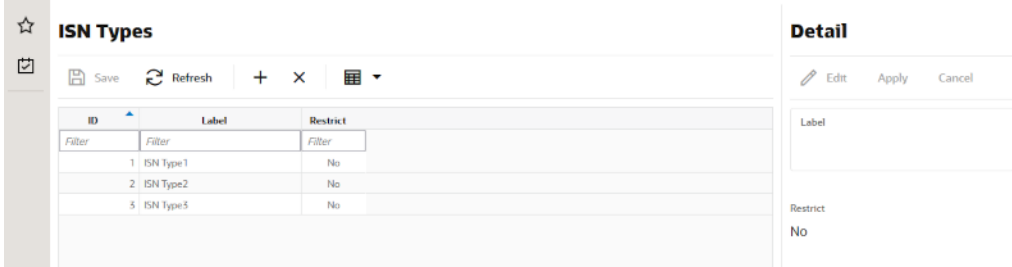 ISN Types
Save Refresh
ID Label Restrict
Filter Filter Filter
1 ISN Type1 No
2 ISN Type2 No
3 ISN Type3 No
Detail
Edit Apply Cancel
Label
Restrict
No